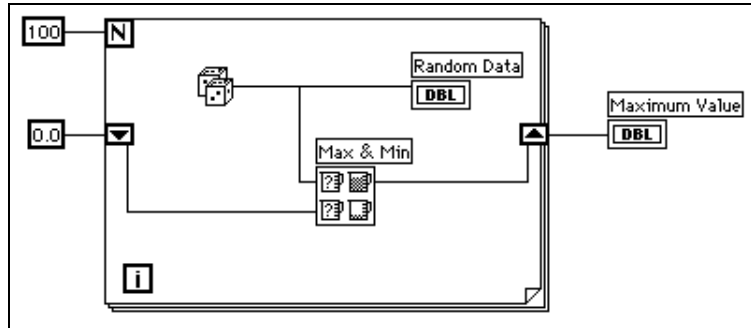 100
N
Random Data
DBL
Maximum Value
DBL
0.0
Max & Min
?
?
i